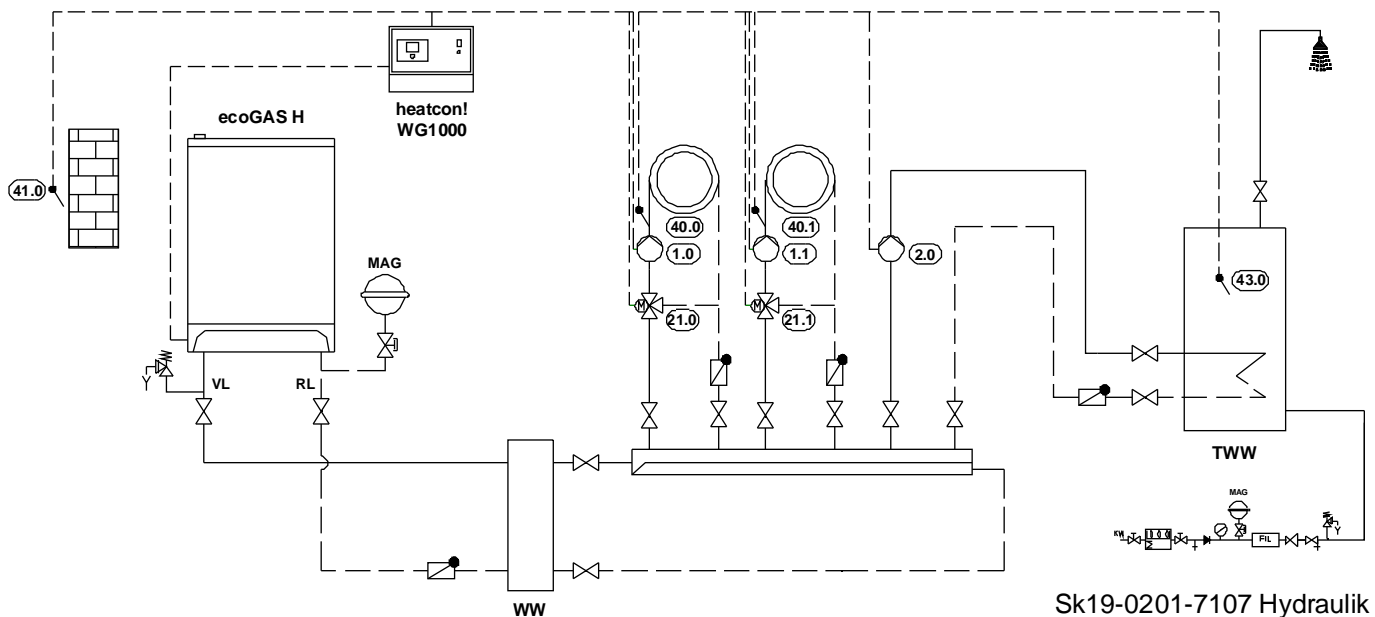 heatcon!
WG1000
ecoGAS H
41.0
MAG
40.0
40.1
1.0
1.1
2.0
43.0
M
21.0
M
21.1
VL
RL
TWW
MAG
KW
FIL
WW
Sk19-0201-7107 Hydraulik